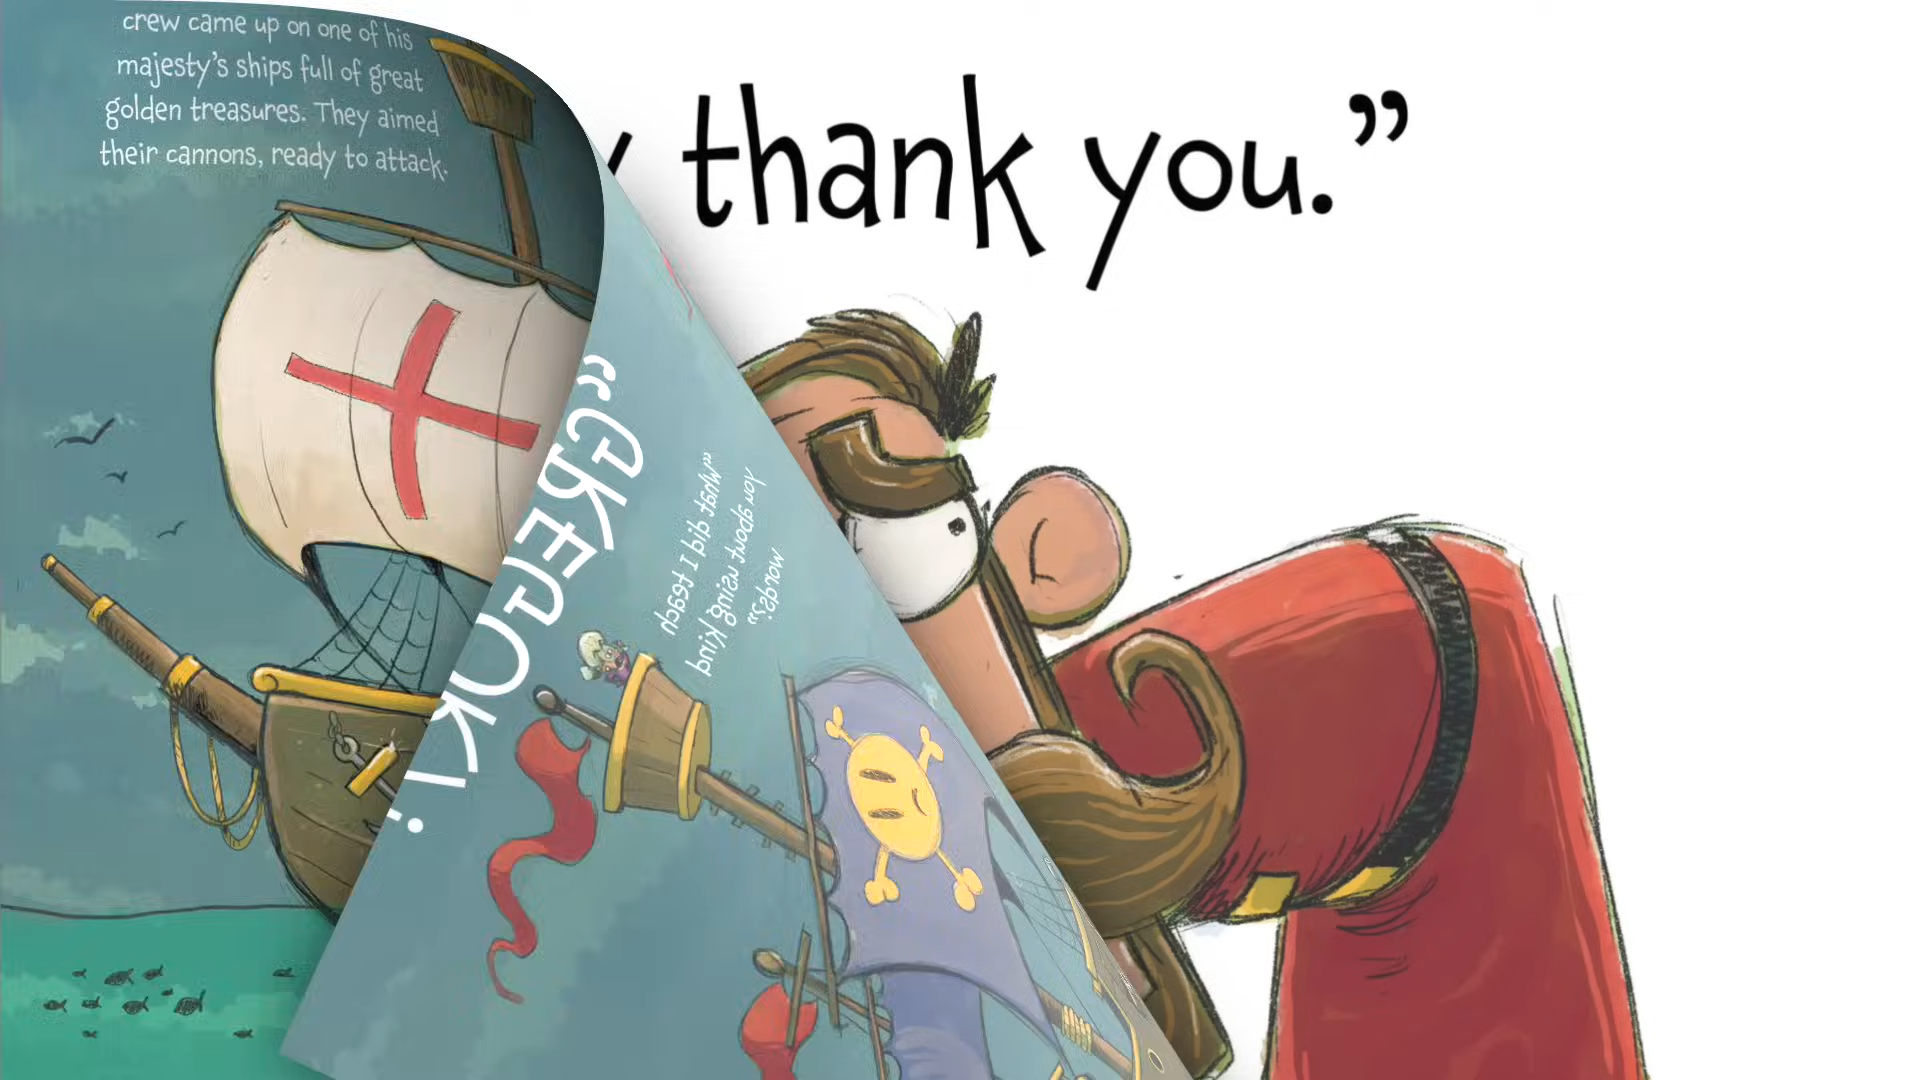 crew came up on one of his
majesty's ships full of great
golden treasures. They aimed
their cannons, ready to attack.
thank you.”
“GREGOK!
“What did I teach
you about using kind
words?”